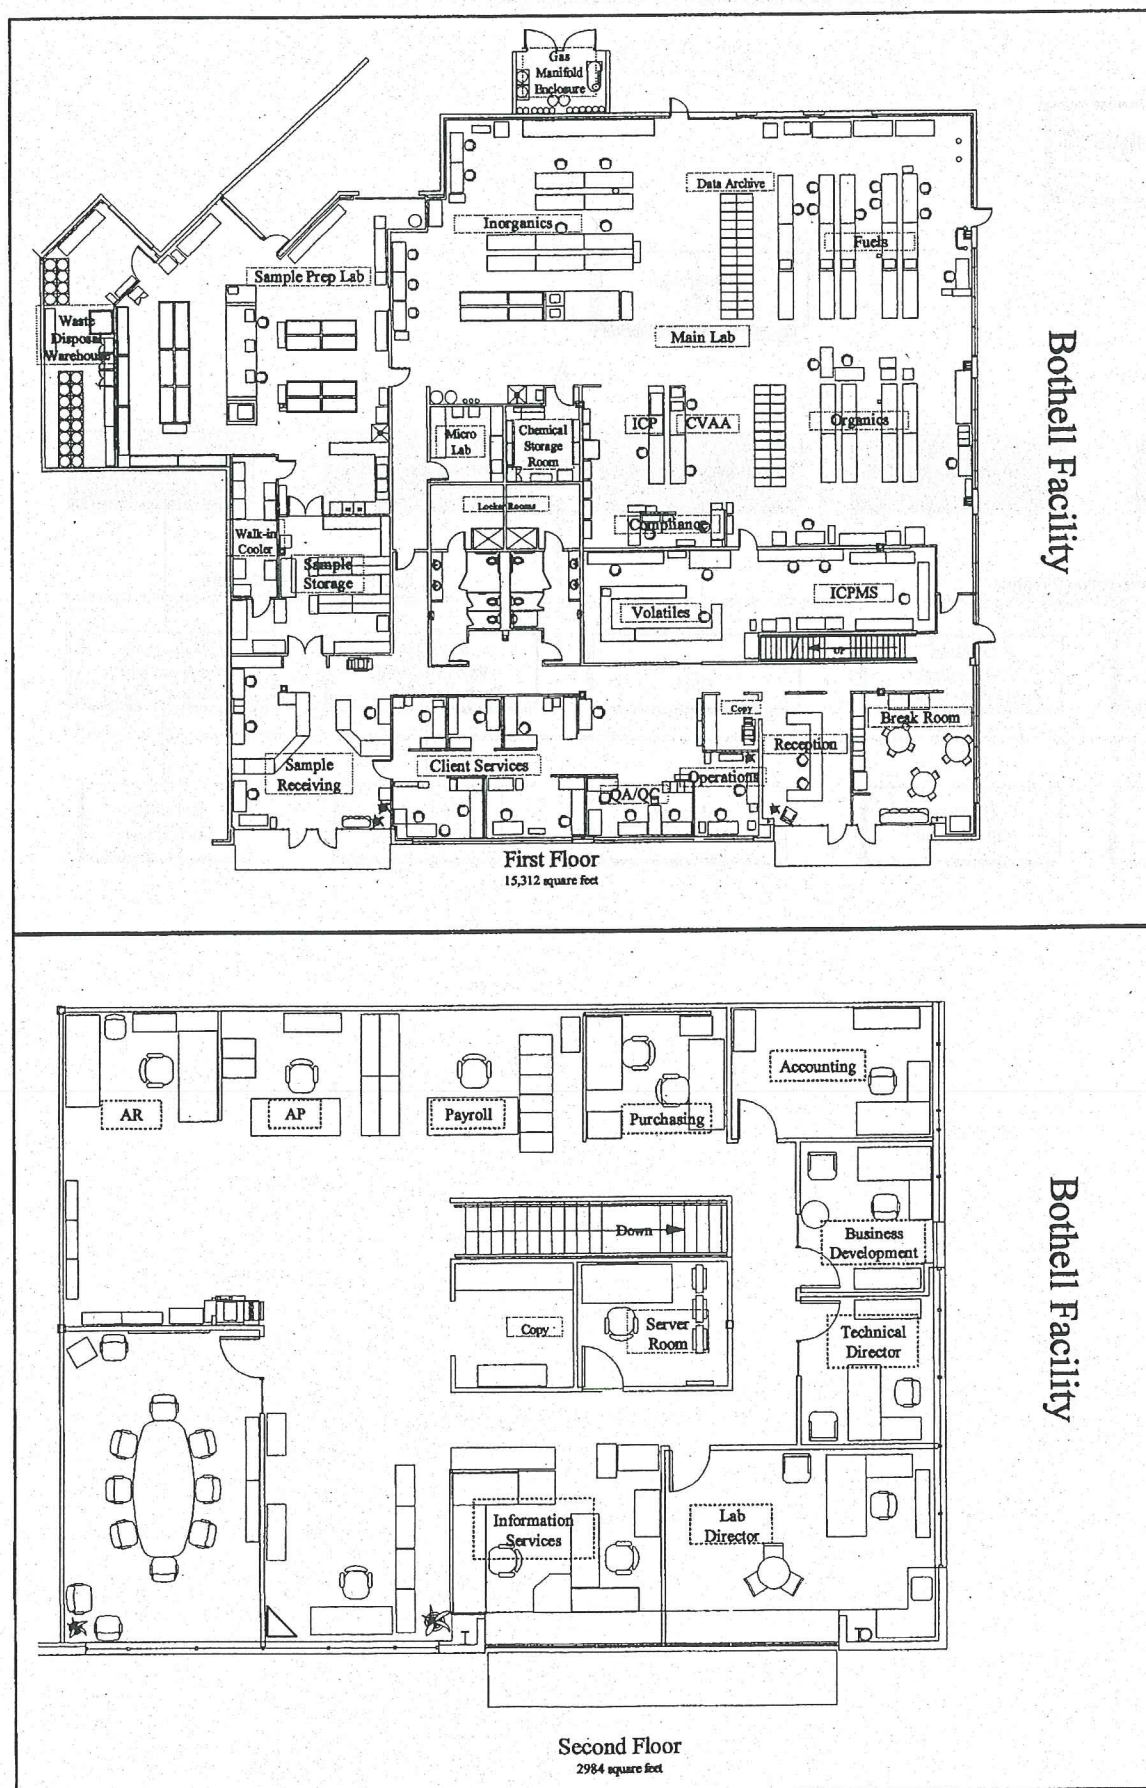 Gas
Manifold
Enclosure
Data Archive
Inorganics
Fuels
Sample Prep Lab
Waste
Disposal
Warehouse
Main Lab
ICP
CVAA
Organics
Micro
Lab
Chemical
Storage
Room
Locker Rooms
Compliance
Walk-in
Cooler
Sample
Storage
ICPMS
Volatiles
UP
Copy
Break Room
Reception
Client Services
Sample
Receiving
Operations
QA/QC
First Floor
15,312 square feet
Bothell Facility
Accounting
AR
AP
Payroll
Purchasing
Down
Business
Development
Copy
Server
Room
Technical
Director
Information
Services
Lab
Director
Second Floor
2984 square feet
Bothell Facility